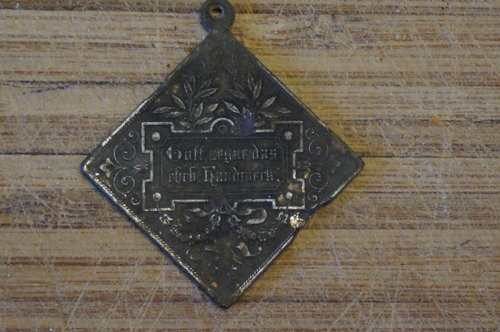 Gott segne das
ehrb. Handwerk.